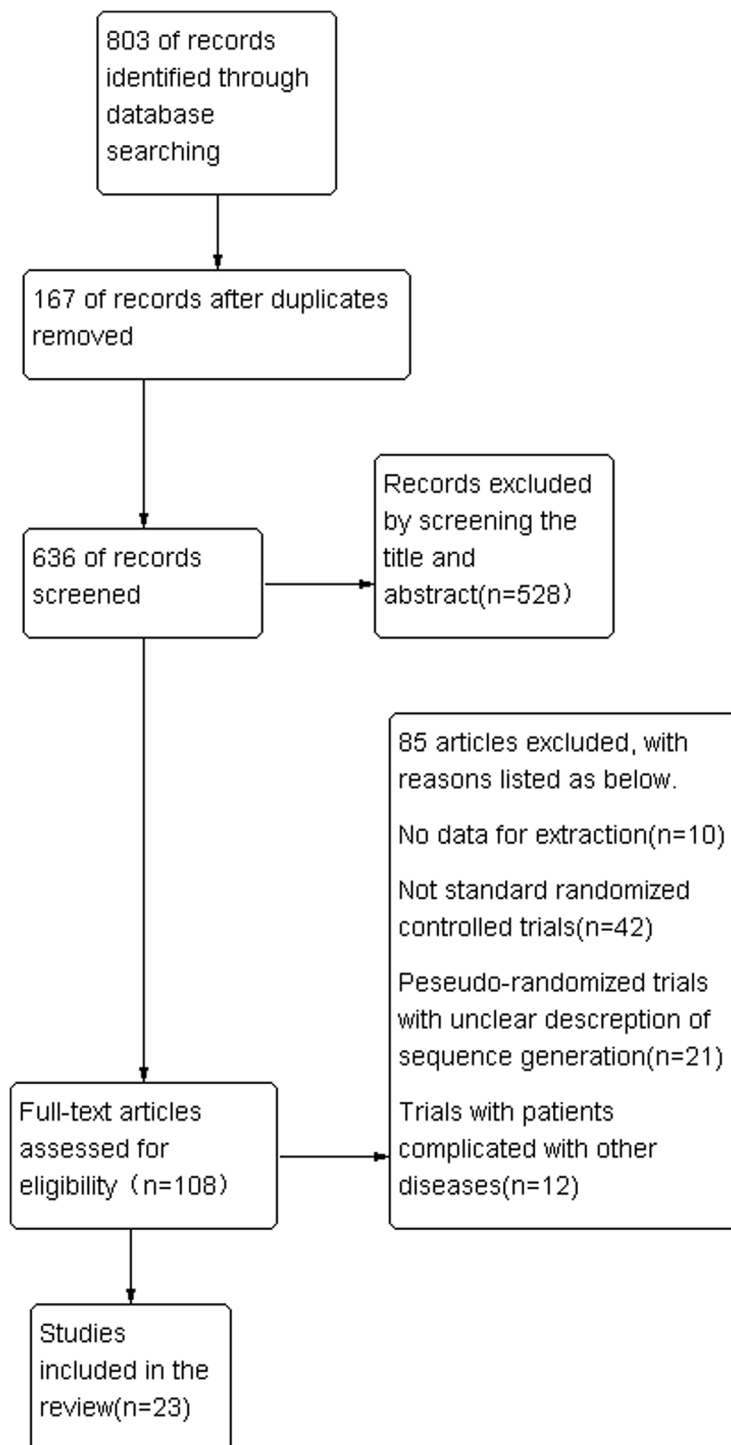 803 of records
identified through
database
searching
167 of records after duplicates
removed
636 of records
screened
Records excluded
by screening the
title and
abstract(n=528）
85 articles excluded, with
reasons listed as below.
No data for extraction(n=10)
Not standard randomized
controlled trials(n=42)
Peseudo-randomized trials
with unclear descreption of
sequence generation(n=21)
Trials with patients
complicated with other
diseases(n=12)
Full-text articles
assessed for
eligibility（n=108）
Studies
included in the
review(n=23)